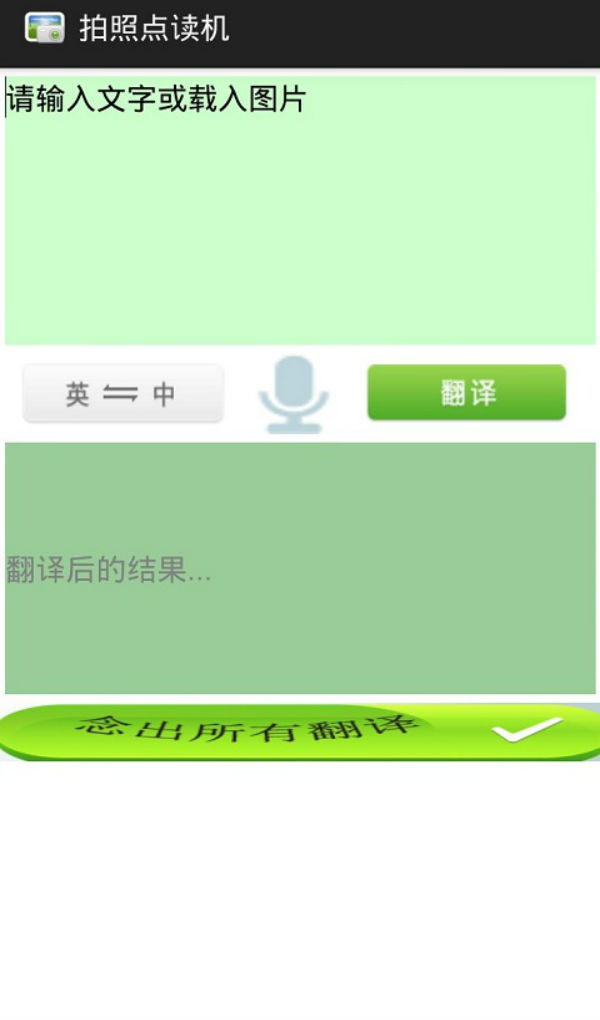 拍照点读机
请输入文字或载入图片
英 中
翻译
翻译后的结果...
念出所有翻译